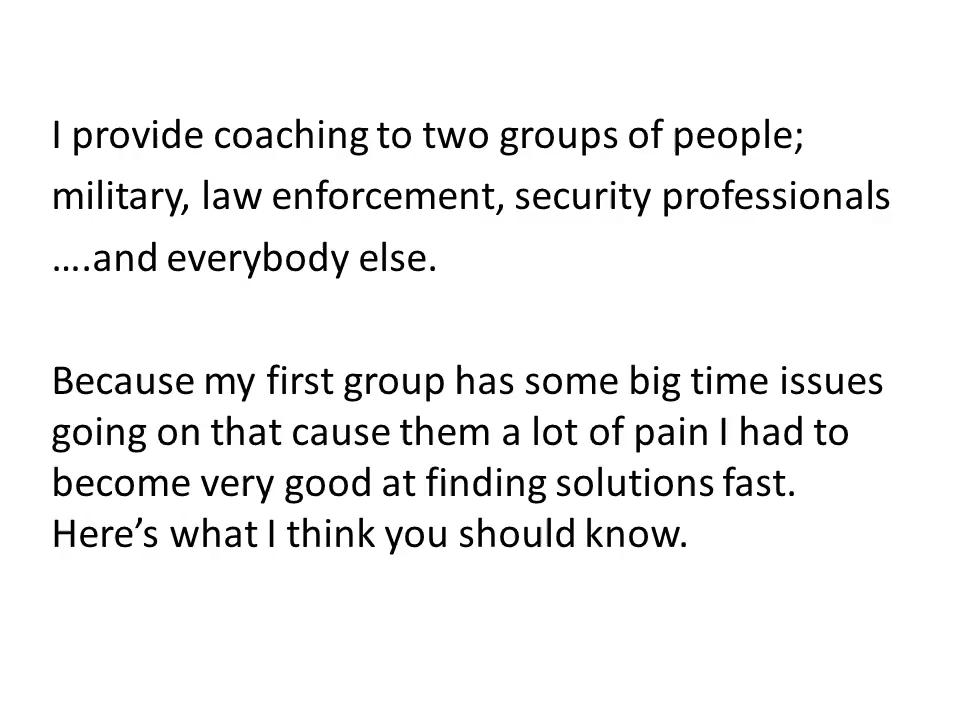 I provide coaching to two groups of people;
military, law enforcement, security professionals
….and everybody else.
Because my first group has some big time issues
going on that cause them a lot of pain I had to
become very good at finding solutions fast.
Here’s what I think you should know.